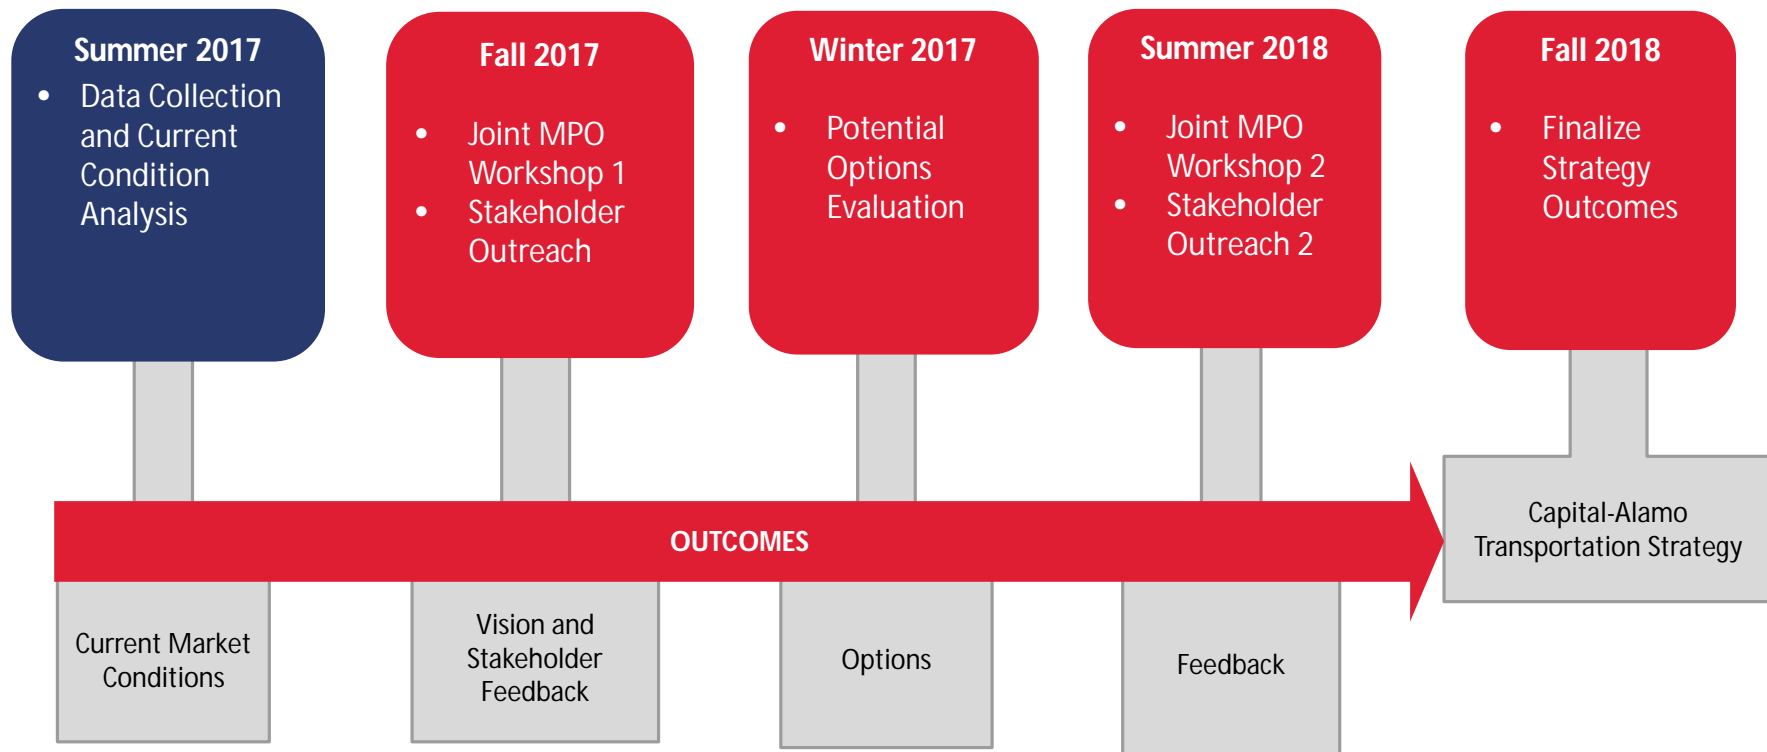 Summer 2017
• Data Collection
and Current
Condition
Analysis
Fall 2017
• Joint MPO
Workshop 1
• Stakeholder
Outreach
Winter 2017
• Potential
Options
Evaluation
Summer 2018
• Joint MPO
Workshop 2
• Stakeholder
Outreach 2
Fall 2018
• Finalize
Strategy
Outcomes
OUTCOMES
Capital-Alamo
Transportation Strategy
Current Market
Conditions
Vision and
Stakeholder
Feedback
Options
Feedback